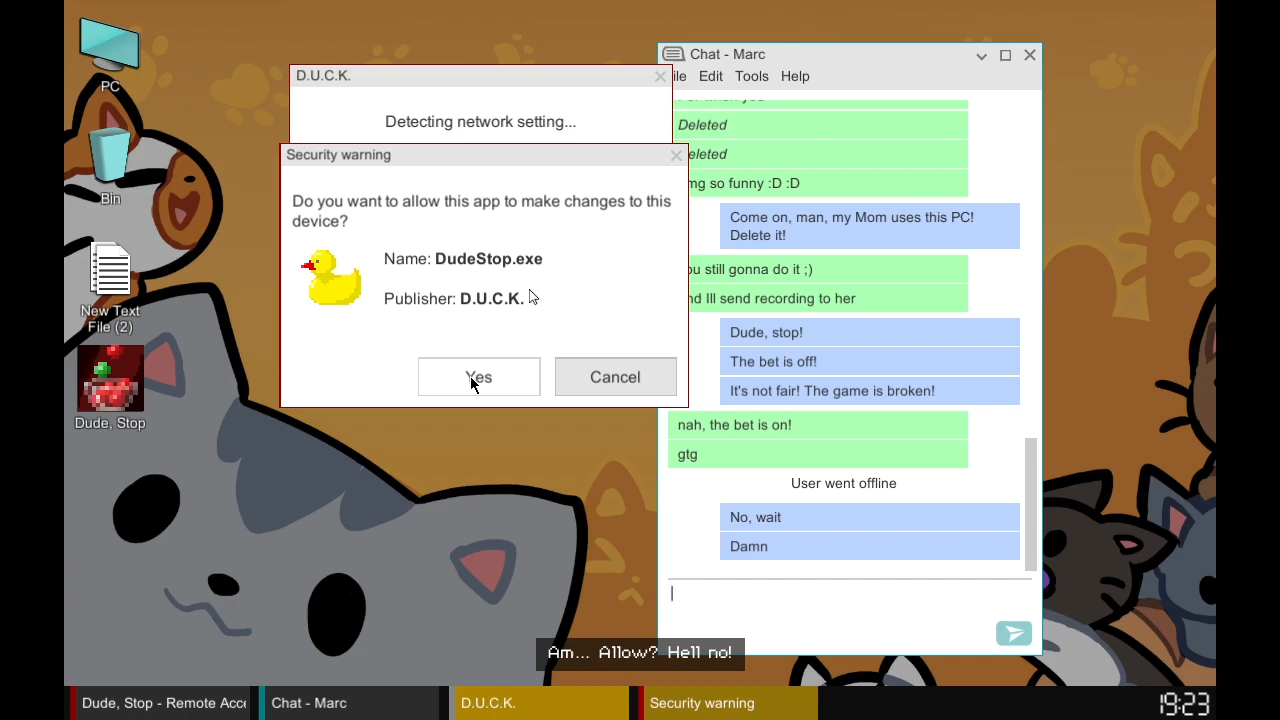 PC
Bin
New Text
File (2)
Dude, Stop
D.U.C.K.
Detecting network setting...
Security warning
Do you want to allow this app to make changes to this
device?
Name: DudeStop.exe
Publisher: D.U.C.K.
Yes
Cancel
Chat - Marc
ile Edit Tools Help
Deleted
eleted
mg so funny :D :D
Come on, man, my Mom uses this PC!
Delete it!
ou still gonna do it ;)
nd Ill send recording to her
Dude, stop!
The bet is off!
It's not fair! The game is broken!
nah, the bet is on!
gtg
User went offline
No, wait
Damn
Am... Allow? Hell no!
Dude, Stop - Remote Acce
Chat - Marc
D.U.C.K.
Security warning
19:23